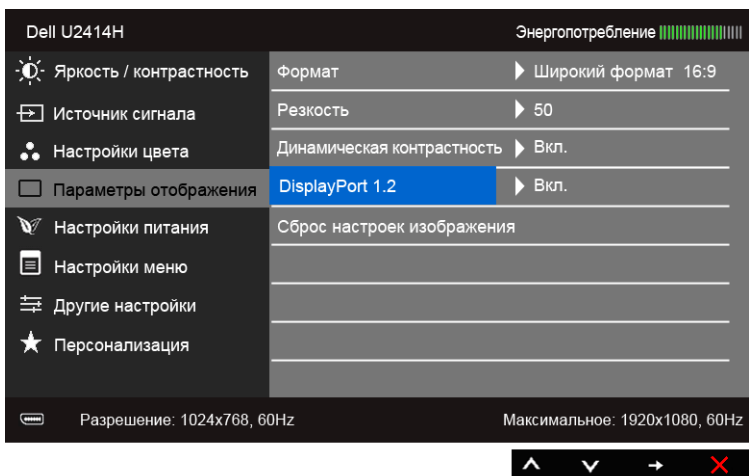 Dell U2414H Энергопотребление
Яркость / контрастность Формат Широкий формат 16:9
Источник сигнала Резкость 50
Настройки цвета Динамическая контрастность Вкл.
Параметры отображения DisplayPort 1.2 Вкл.
Настройки питания Сброс настроек изображения
Настройки меню
Другие настройки
Персонализация
Разрешение: 1024x768, 60Hz Максимальное: 1920x1080, 60Hz